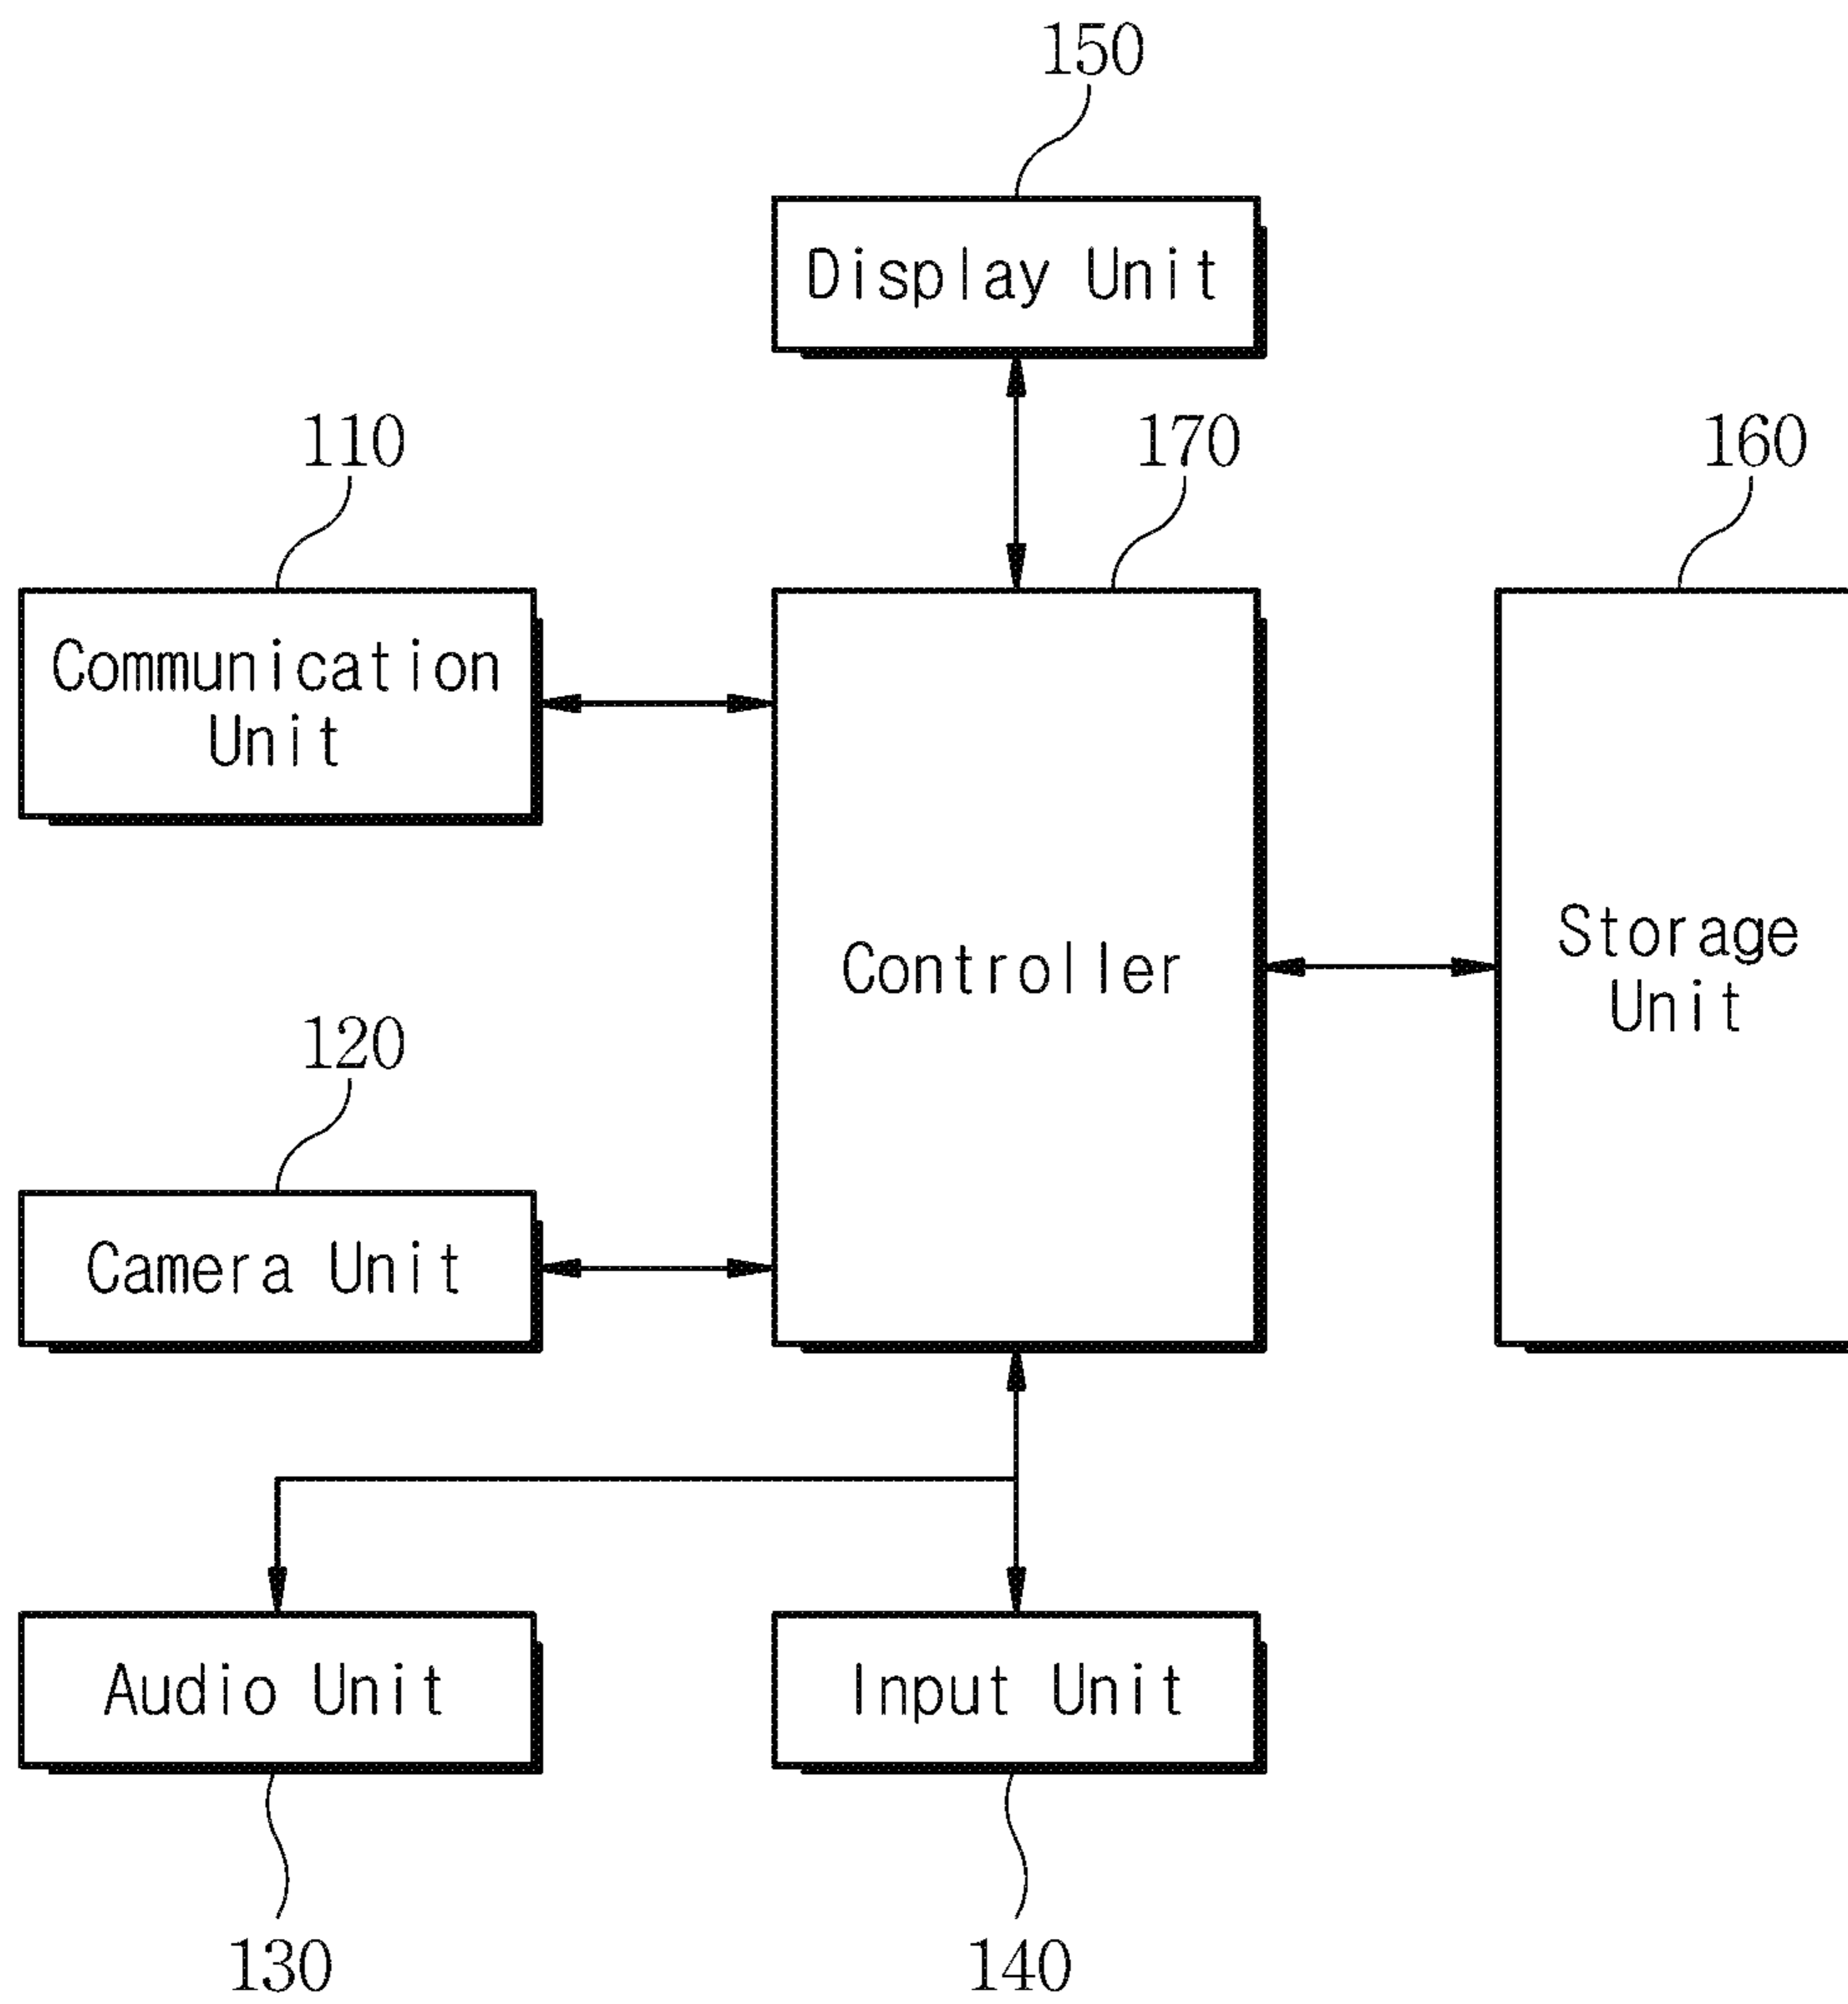 150
Display Unit
110
170
160
Communication
Unit
Controller
Storage
Unit
120
Camera Unit
Audio Unit
Input Unit
130
140